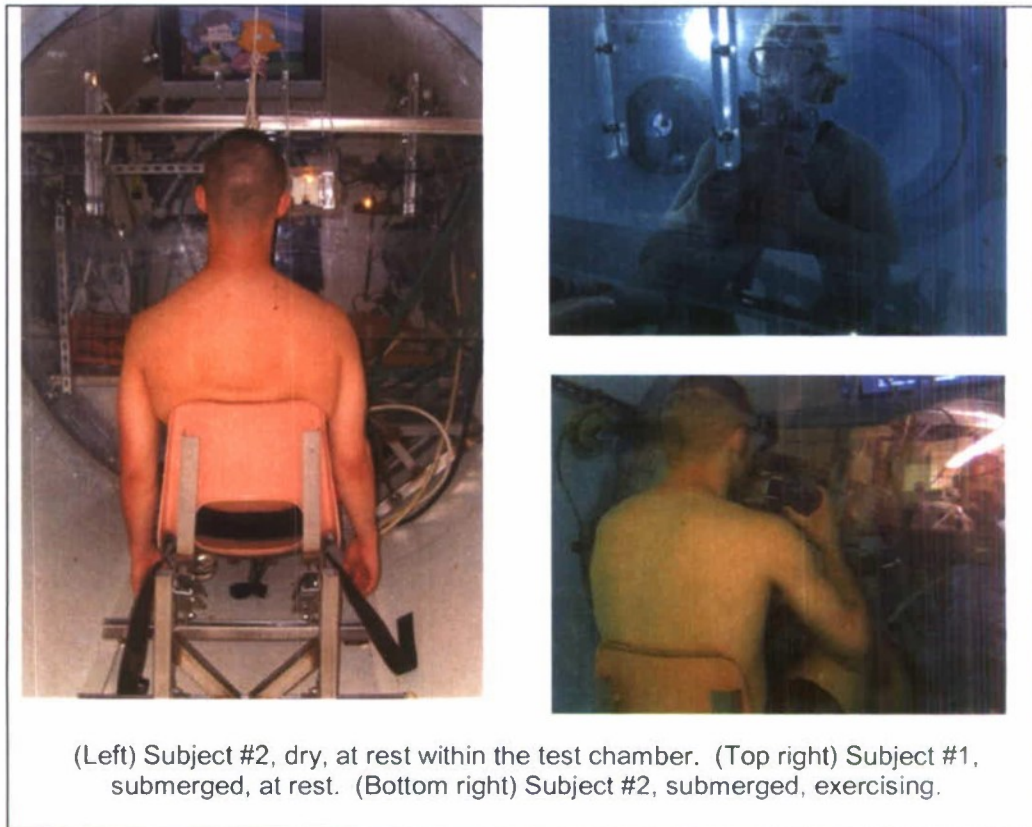 (Left) Subject #2, dry, at rest within the test chamber. (Top right) Subject #1,
submerged, at rest. (Bottom right) Subject #2, submerged, exercising.